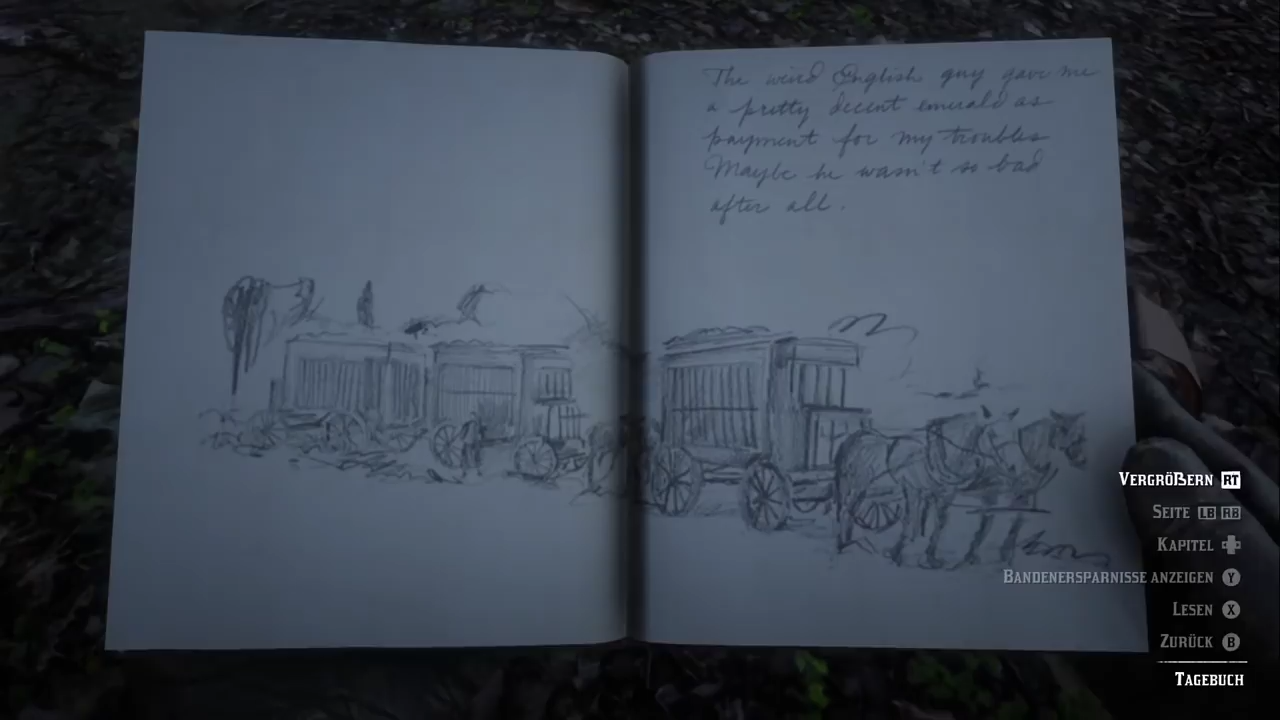 The weird English guy gave me
a pretty decent emerald as
payment for my troubles
Maybe he wasn't so bad
after all.
VERGRÖẞERN RT
SEITE LB RB
KAPITEL
BANDENERSPARNISSE ANZEIGEN Y
LESEN X
ZURÜCK B
TAGEBUCH